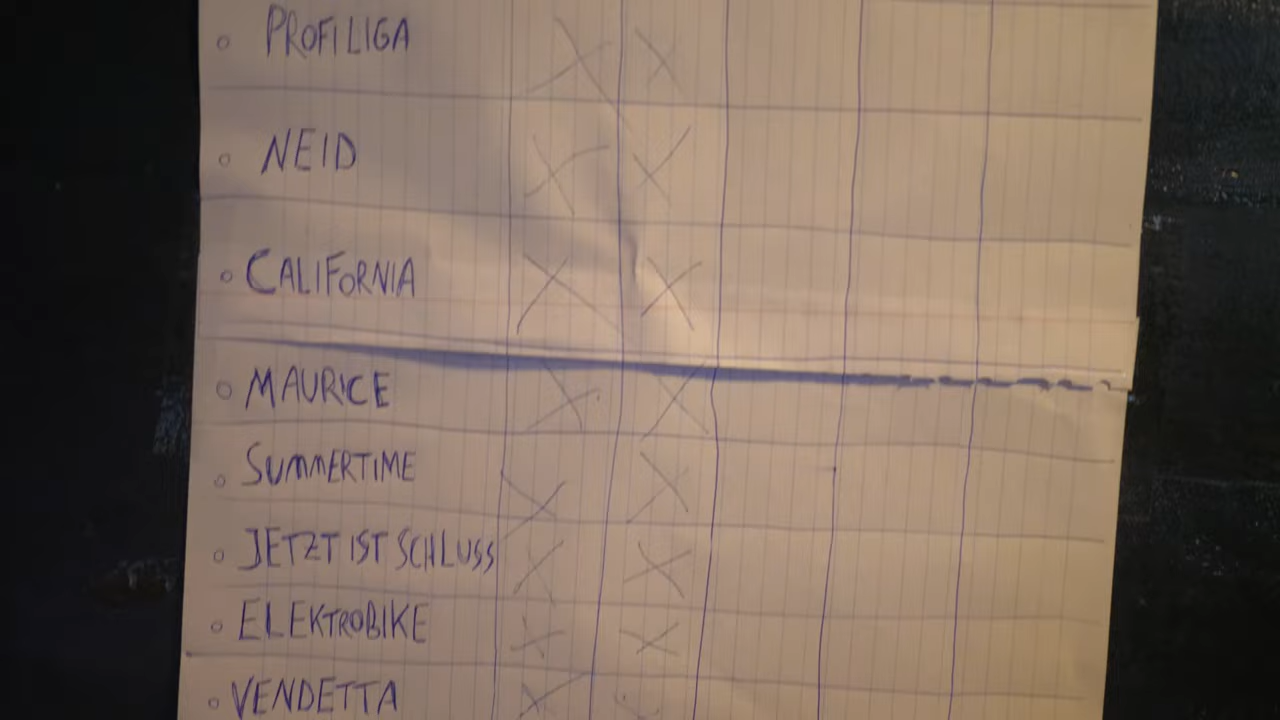 PROFILIGA
NEID
CALIFORNIA
MAURICE
SUMMERTIME
JETZT IST SCHLUSS
ELEKTROBIKE
VENDETTA